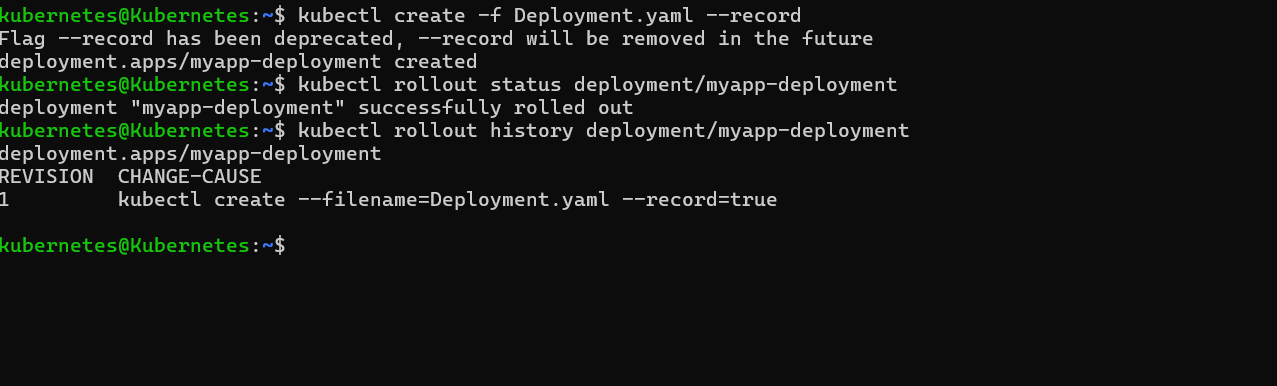 kubernetes@Kubernetes:~$ kubectl create -f Deployment.yaml --record
Flag --record has been deprecated, --record will be removed in the future
deployment.apps/myapp-deployment created
kubernetes@Kubernetes:~$ kubectl rollout status deployment/myapp-deployment
deployment "myapp-deployment" successfully rolled out
kubernetes@Kubernetes:~$ kubectl rollout history deployment/myapp-deployment
deployment.apps/myapp-deployment
REVISION  CHANGE-CAUSE
1         kubectl create --filename=Deployment.yaml --record=true
kubernetes@Kubernetes:~$